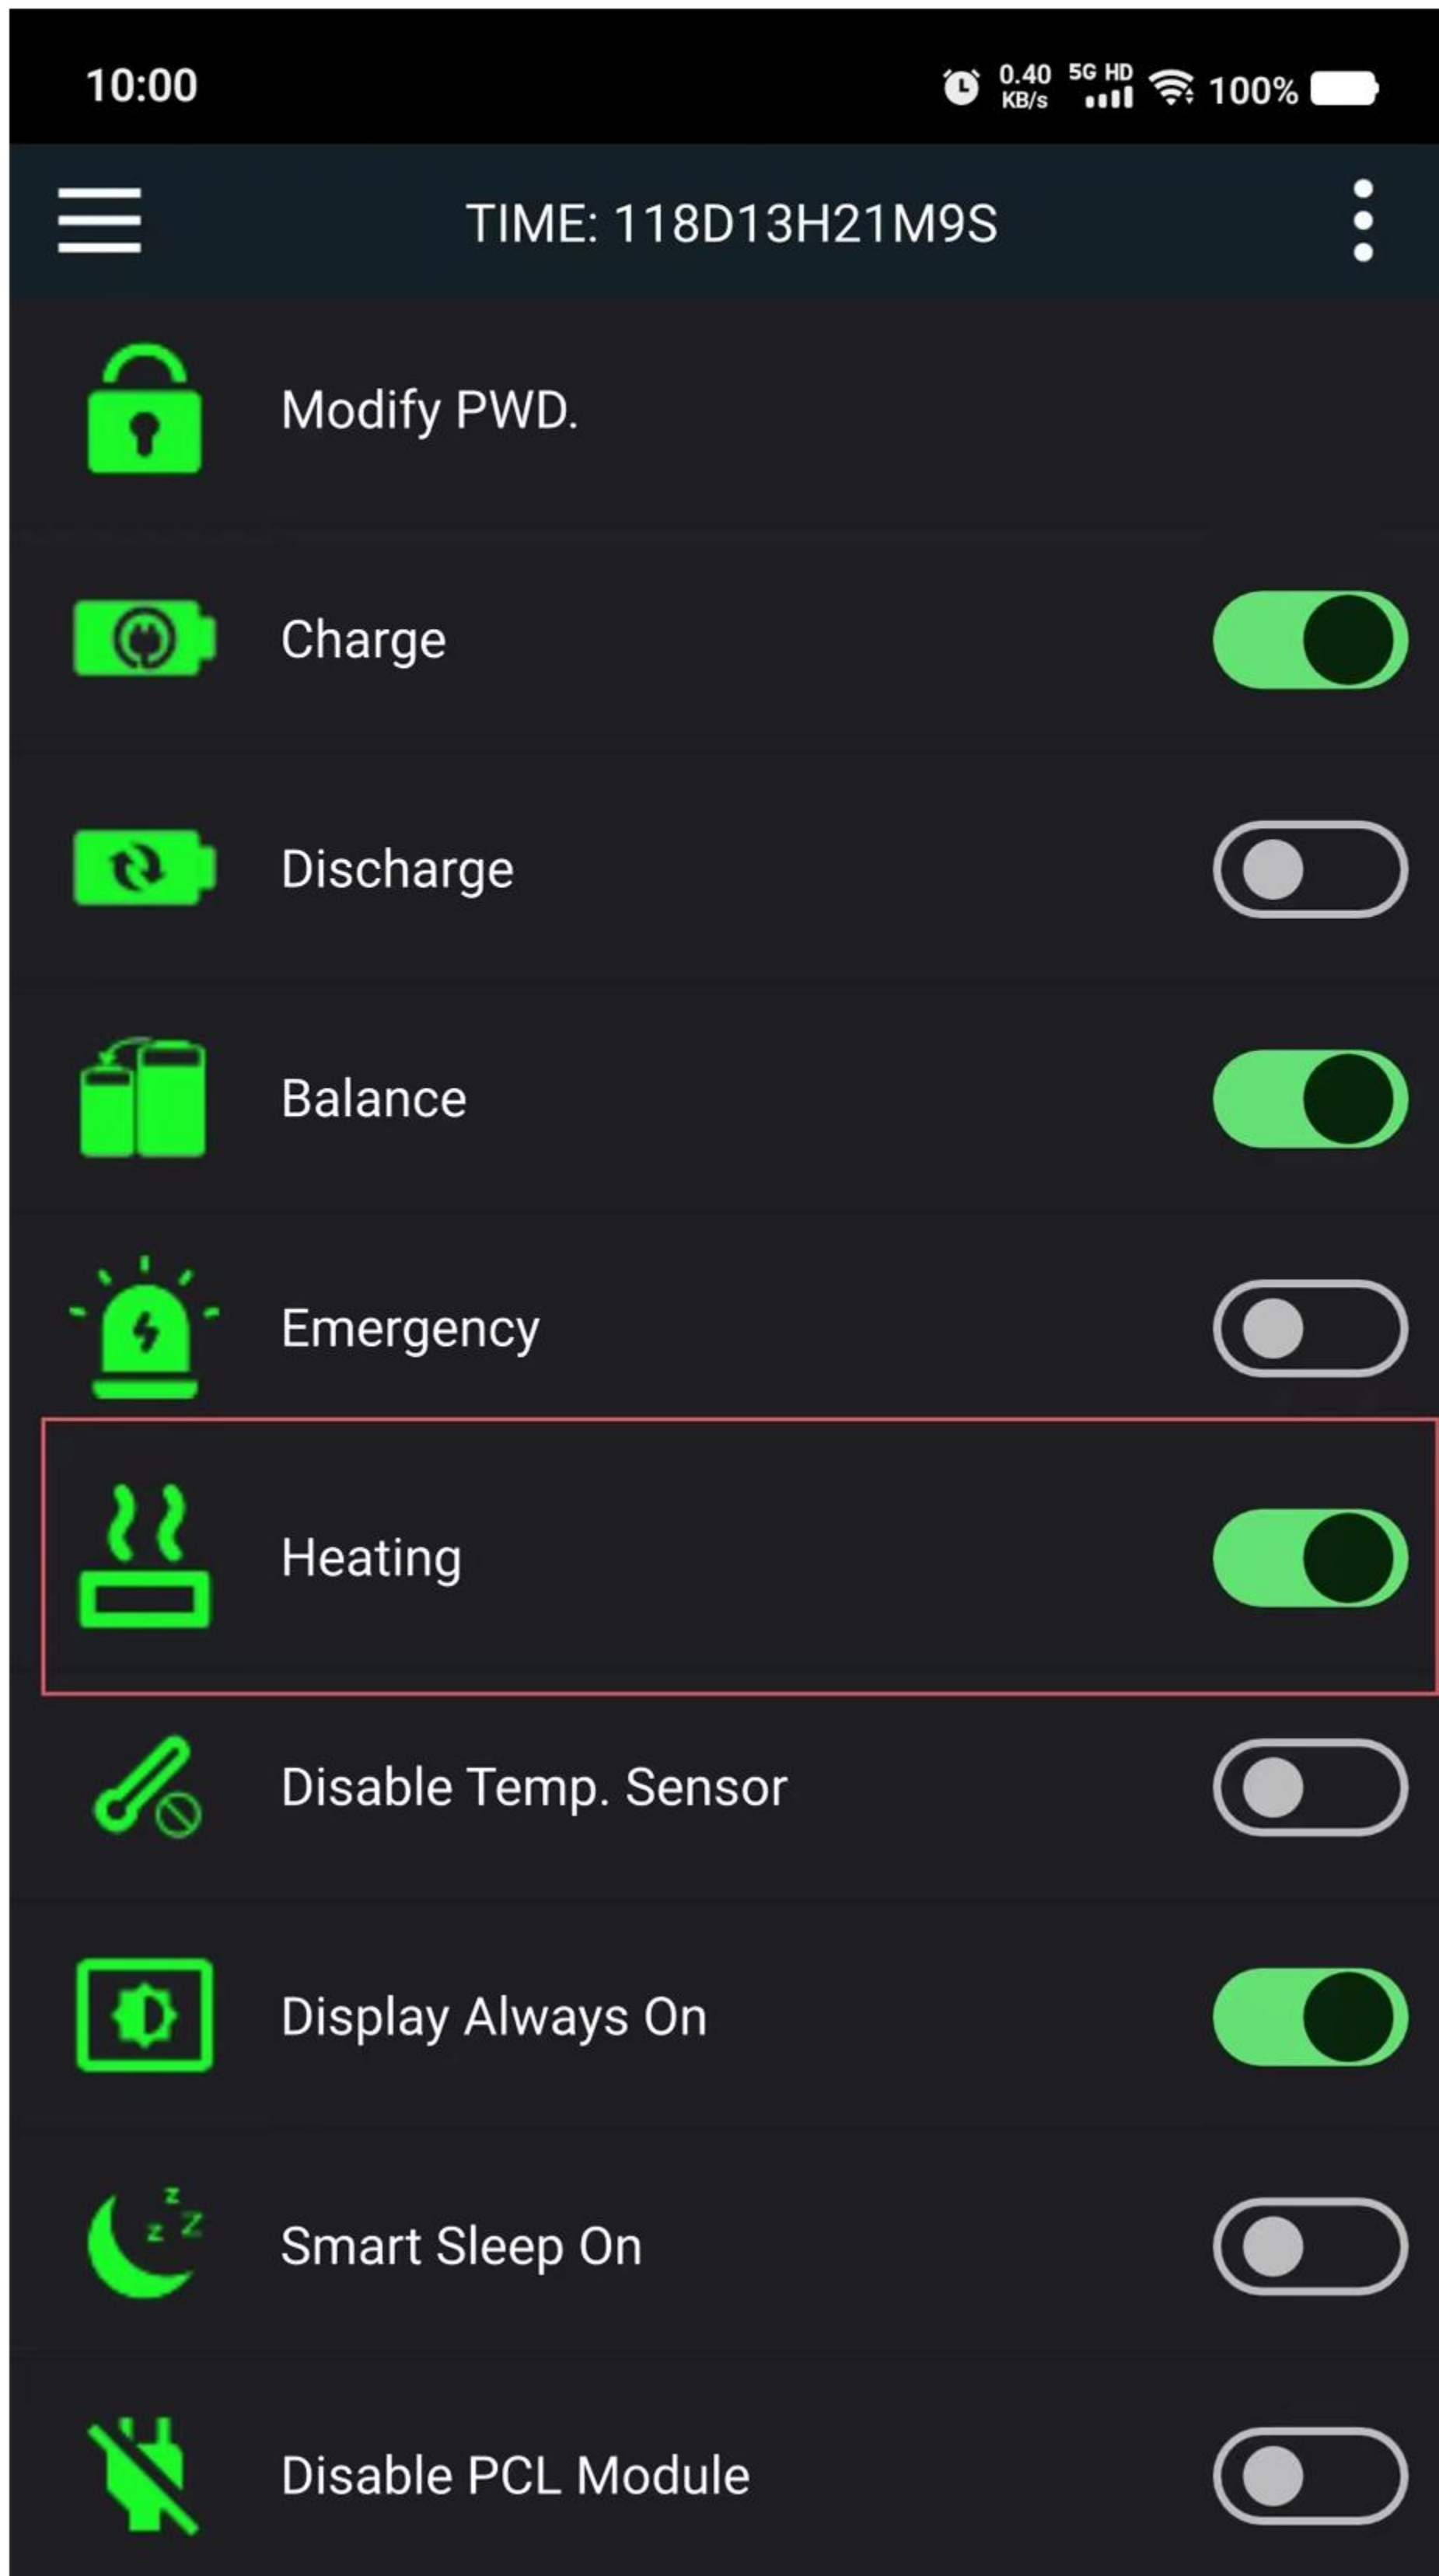 10:00
0.40 KB/s 5G HD 100%
TIME: 118D13H21M9S
Modify PWD.
Charge
Discharge
Balance
Emergency
Heating
Disable Temp. Sensor
Display Always On
z z Z
Smart Sleep On
Disable PCL Module